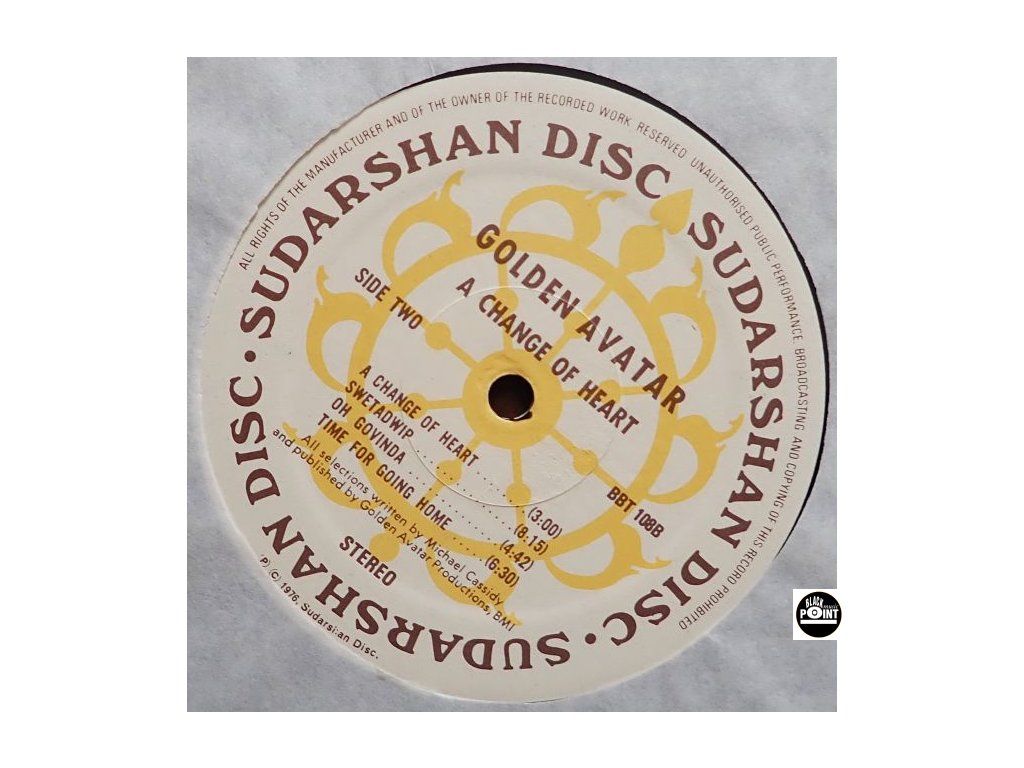 ALL RIGHTS OF THE MANUFACTURER AND OF THE OWNER OF THE RECORDED WORK RESERVED. UNAUTHORISED PUBLIC PERFORMANCE, BROADCASTING AND COPYING OF THIS RECORD PROHIBITED
SUDARSHAN DISC · SUDARSHAN DISC · SUDARSHAN DISC · SUDARSHAN DISC
GOLDEN AVATAR
A CHANGE OF HEART
SIDE TWO
BBT 108B
A CHANGE OF HEART ........ (3:00)
SWETADWIP ........ (8:15)
OH GOVINDA ........ (4:42)
TIME FOR GOING HOME ...... (6:30)
All selections written by Michael Cassidy
and published by Golden Avatar Productions, BMI
STEREO
(P) (C) 1976, Sudarshan Disc.
BLACK
POINT
music